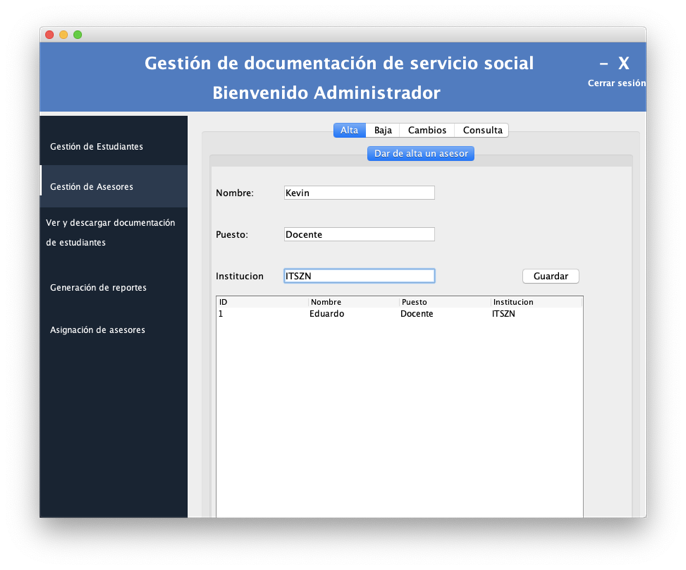 Gestión de documentación de servicio social
– X
Bienvenido Administrador
Cerrar sesión
Gestión de Estudiantes
Gestión de Asesores
Ver y descargar documentación
de estudiantes
Generación de reportes
Asignación de asesores
Alta Baja Cambios Consulta
Dar de alta un asesor
Nombre: Kevin
Puesto: Docente
Institucion ITSZN Guardar
ID Nombre Puesto Institucion
1 Eduardo Docente ITSZN